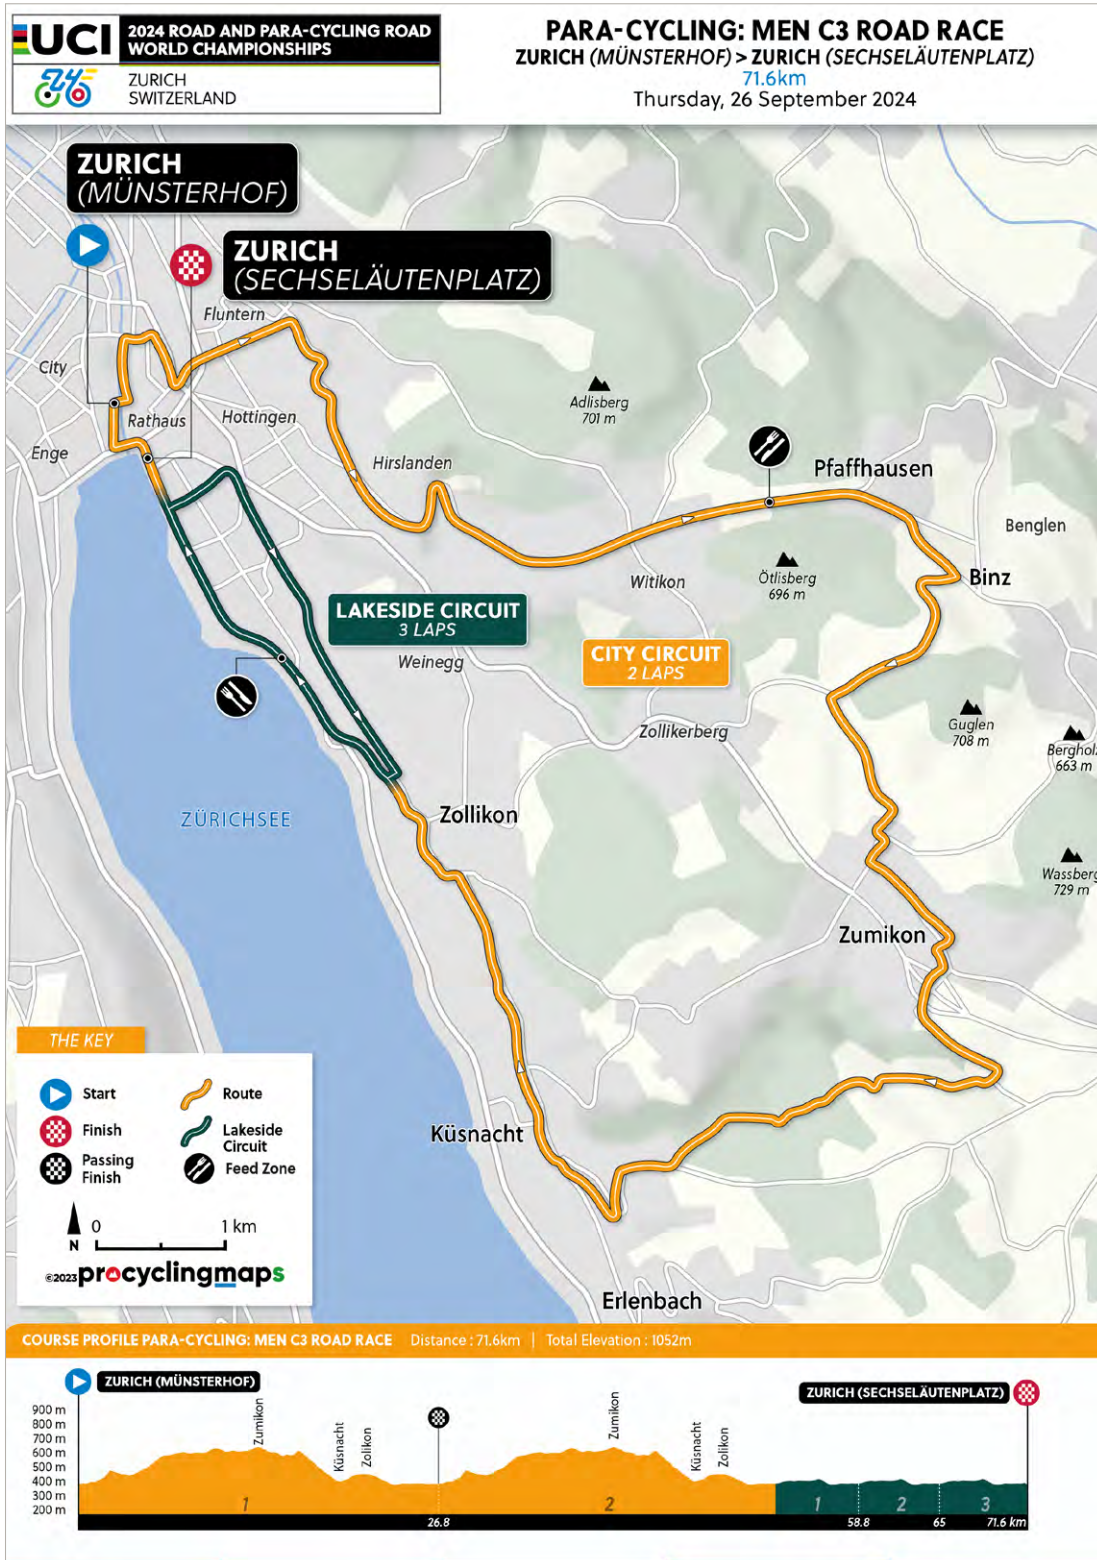 UCI
2024 ROAD AND PARA-CYCLING ROAD
WORLD CHAMPIONSHIPS
ZURICH
SWITZERLAND
PARA-CYCLING: MEN C3 ROAD RACE
ZURICH (MÜNSTERHOF) > ZURICH (SECHSELÄUTENPLATZ)
71.6km
Thursday, 26 September 2024
ZURICH
(MÜNSTERHOF)
ZURICH
(SECHSELÄUTENPLATZ)
Fluntern
City
Adlisberg
701 m
Rathaus
Hottingen
Enge
Hirslanden
Pfaffhausen
Benglen
Witikon
Ötlisberg
696 m
Binz
LAKESIDE CIRCUIT
3 LAPS
CITY CIRCUIT
2 LAPS
Weinegg
Zollikerberg
Guglen
708 m
Bergholz
663 m
ZÜRICHSEE
Zollikon
Wassberg
729 m
Zumikon
THE KEY
Start
Route
Finish
Lakeside
Circuit
Passing
Finish
Feed Zone
N
0
1 km
©2023 procyclingmaps
Küsnacht
Erlenbach
COURSE PROFILE PARA-CYCLING: MEN C3 ROAD RACE Distance : 71.6km | Total Elevation : 1052m
ZURICH (MÜNSTERHOF)
ZURICH (SECHSELÄUTENPLATZ)
900 m
800 m
700 m
600 m
500 m
400 m
300 m
200 m
Zumikon
Küsnacht
Zolikon
Zumikon
Küsnacht
Zolikon
1
2
1
2
3
26.8
58.8
65
71.6 km